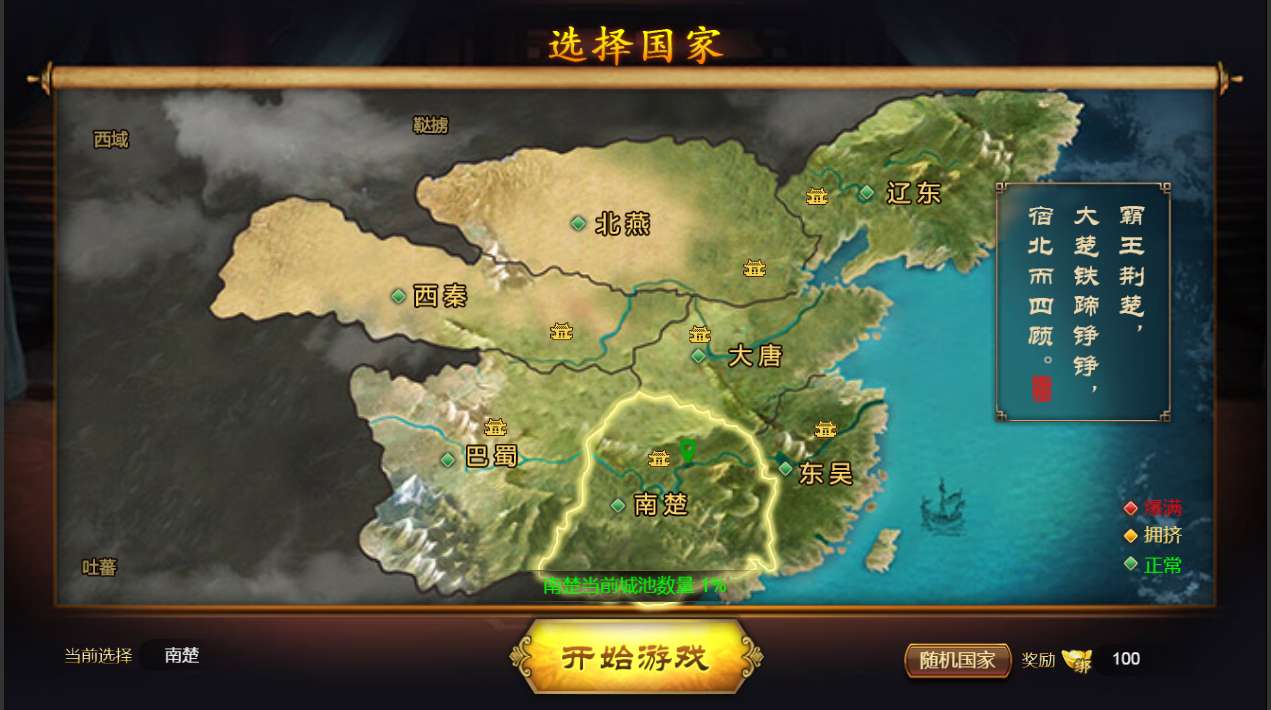 选择国家
西域
鞑掳
辽东
北燕
西秦
大唐
巴蜀
东吴
南楚
吐蕃
霸王荆楚，
大楚铁蹄铮铮，
宿北而四顾。
爆满
拥挤
正常
南楚当前城池数量 1%
当前选择 南楚
开始游戏
随机国家 奖励 绑 100